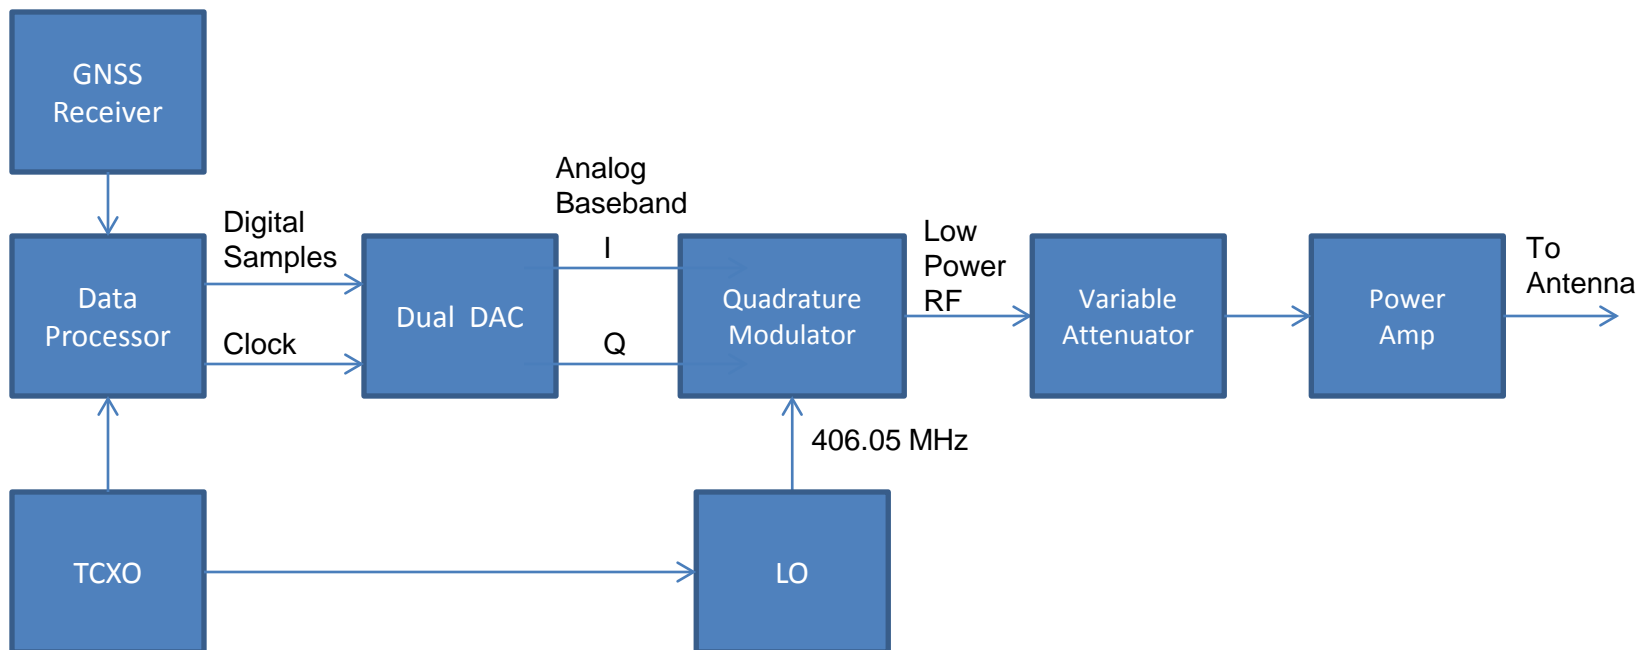 GNSS
Receiver
Analog
Baseband
Digital
Samples
I
Low
Power
RF
To
Antenna
Data
Processor
Dual DAC
Quadrature
Modulator
Variable
Attenuator
Power
Amp
Clock
Q
406.05 MHz
TCXO
LO